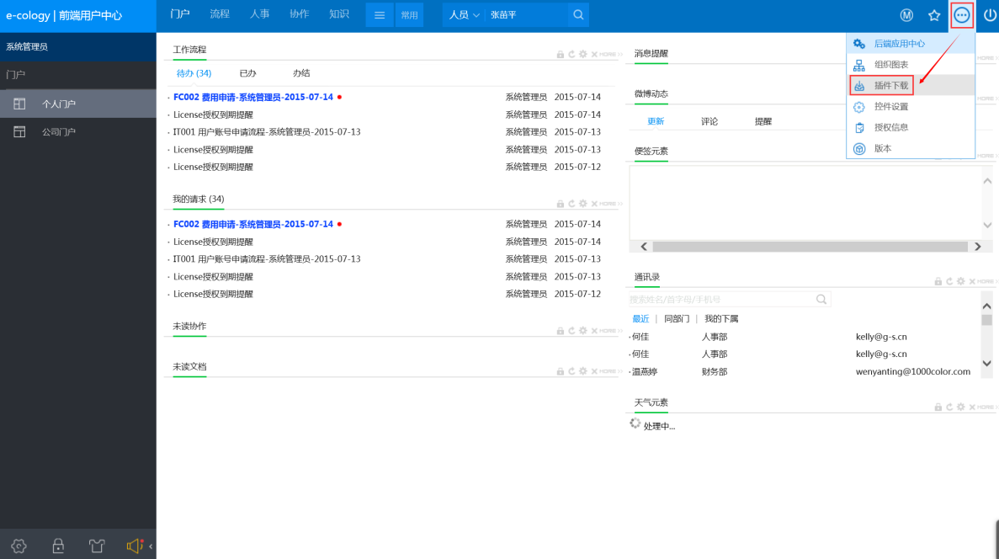 e-cology | 前端用户中心
门户 流程 人事 协作 知识 常用 人员 张苗平
系统管理员
门户
个人门户
公司门户
工作流程
HOME
待办 (34) 已办 办结
FC002 费用申请-系统管理员-2015-07-14 系统管理员 2015-07-14
License授权到期提醒 系统管理员 2015-07-14
IT001 用户账号申请流程-系统管理员-2015-07-13 系统管理员 2015-07-13
License授权到期提醒 系统管理员 2015-07-13
License授权到期提醒 系统管理员 2015-07-12
我的请求 (34)
HOME
FC002 费用申请-系统管理员-2015-07-14 系统管理员 2015-07-14
License授权到期提醒 系统管理员 2015-07-14
IT001 用户账号申请流程-系统管理员-2015-07-13 系统管理员 2015-07-13
License授权到期提醒 系统管理员 2015-07-13
License授权到期提醒 系统管理员 2015-07-12
未读协作
HOME
未读文档
HOME
后端应用中心
组织图表
插件下载
控件设置
授权信息
版本
消息提醒
HOME
微博动态
HOME
更新 评论 提醒
便签元素
HOME
通讯录
HOME
搜索姓名/首字母/手机号
最近 | 同部门 | 我的下属
何佳 人事部 kelly@g-s.cn
何佳 人事部 kelly@g-s.cn
温燕婷 财务部 wenyanting@1000color.com
天气元素
HOME
处理中...